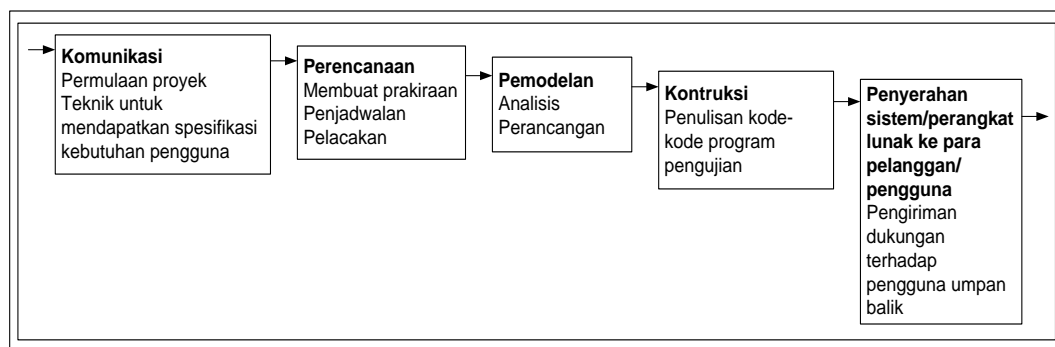 Komunikasi
Permulaan proyek
Teknik untuk
mendapatkan spesifikasi
kebutuhan pengguna
Perencanaan
Membuat prakiraan
Penjadwalan
Pelacakan
Pemodelan
Analisis
Perancangan
Kontruksi
Penulisan kode-
kode program
pengujian
Penyerahan
sistem/perangkat
lunak ke para
pelanggan/
pengguna
Pengiriman
dukungan
terhadap
pengguna umpan
balik